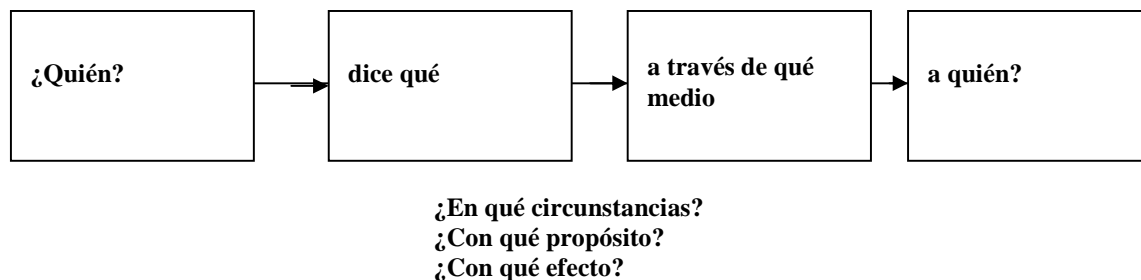 ¿Quién?
dice qué
a través de qué
medio
a quién?
¿En qué circunstancias?
¿Con qué propósito?
¿Con qué efecto?